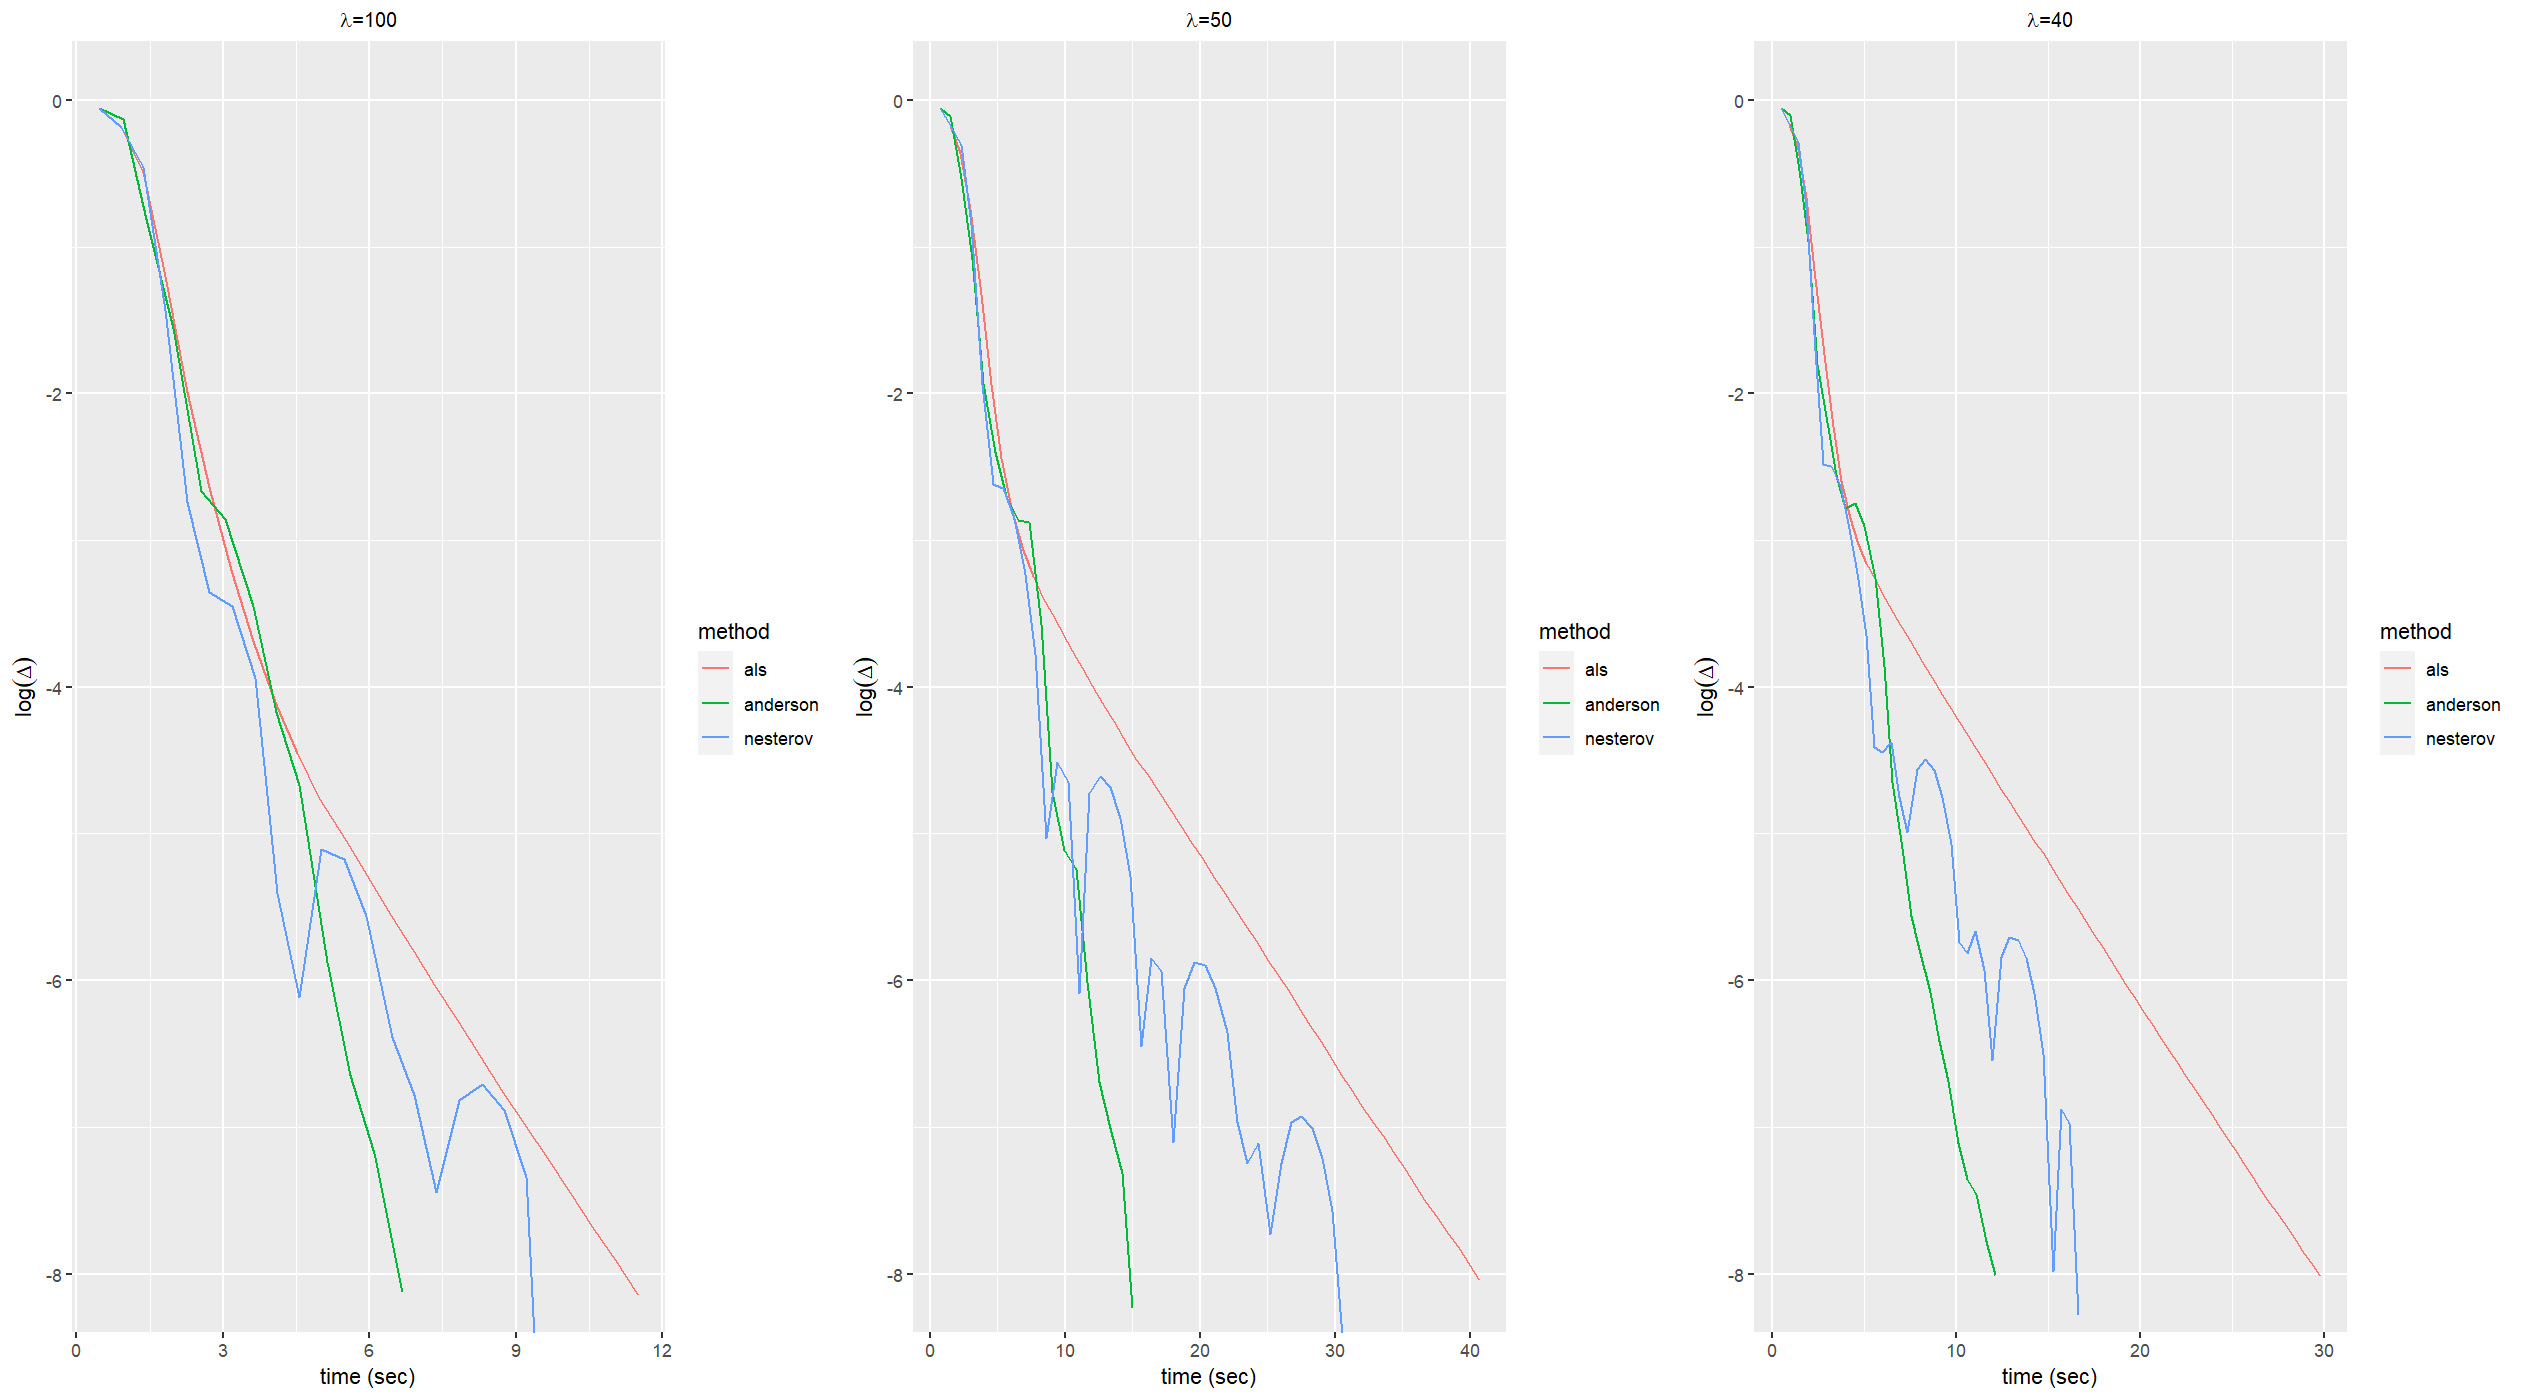 λ=100
0
-2
-4
-6
-8
log(Δ)
0 3 6 9 12
time (sec)
method
als
anderson
nesterov
λ=50
0
-2
-4
-6
-8
log(Δ)
0 10 20 30 40
time (sec)
method
als
anderson
nesterov
λ=40
0
-2
-4
-6
-8
log(Δ)
0 10 20 30
time (sec)
method
als
anderson
nesterov